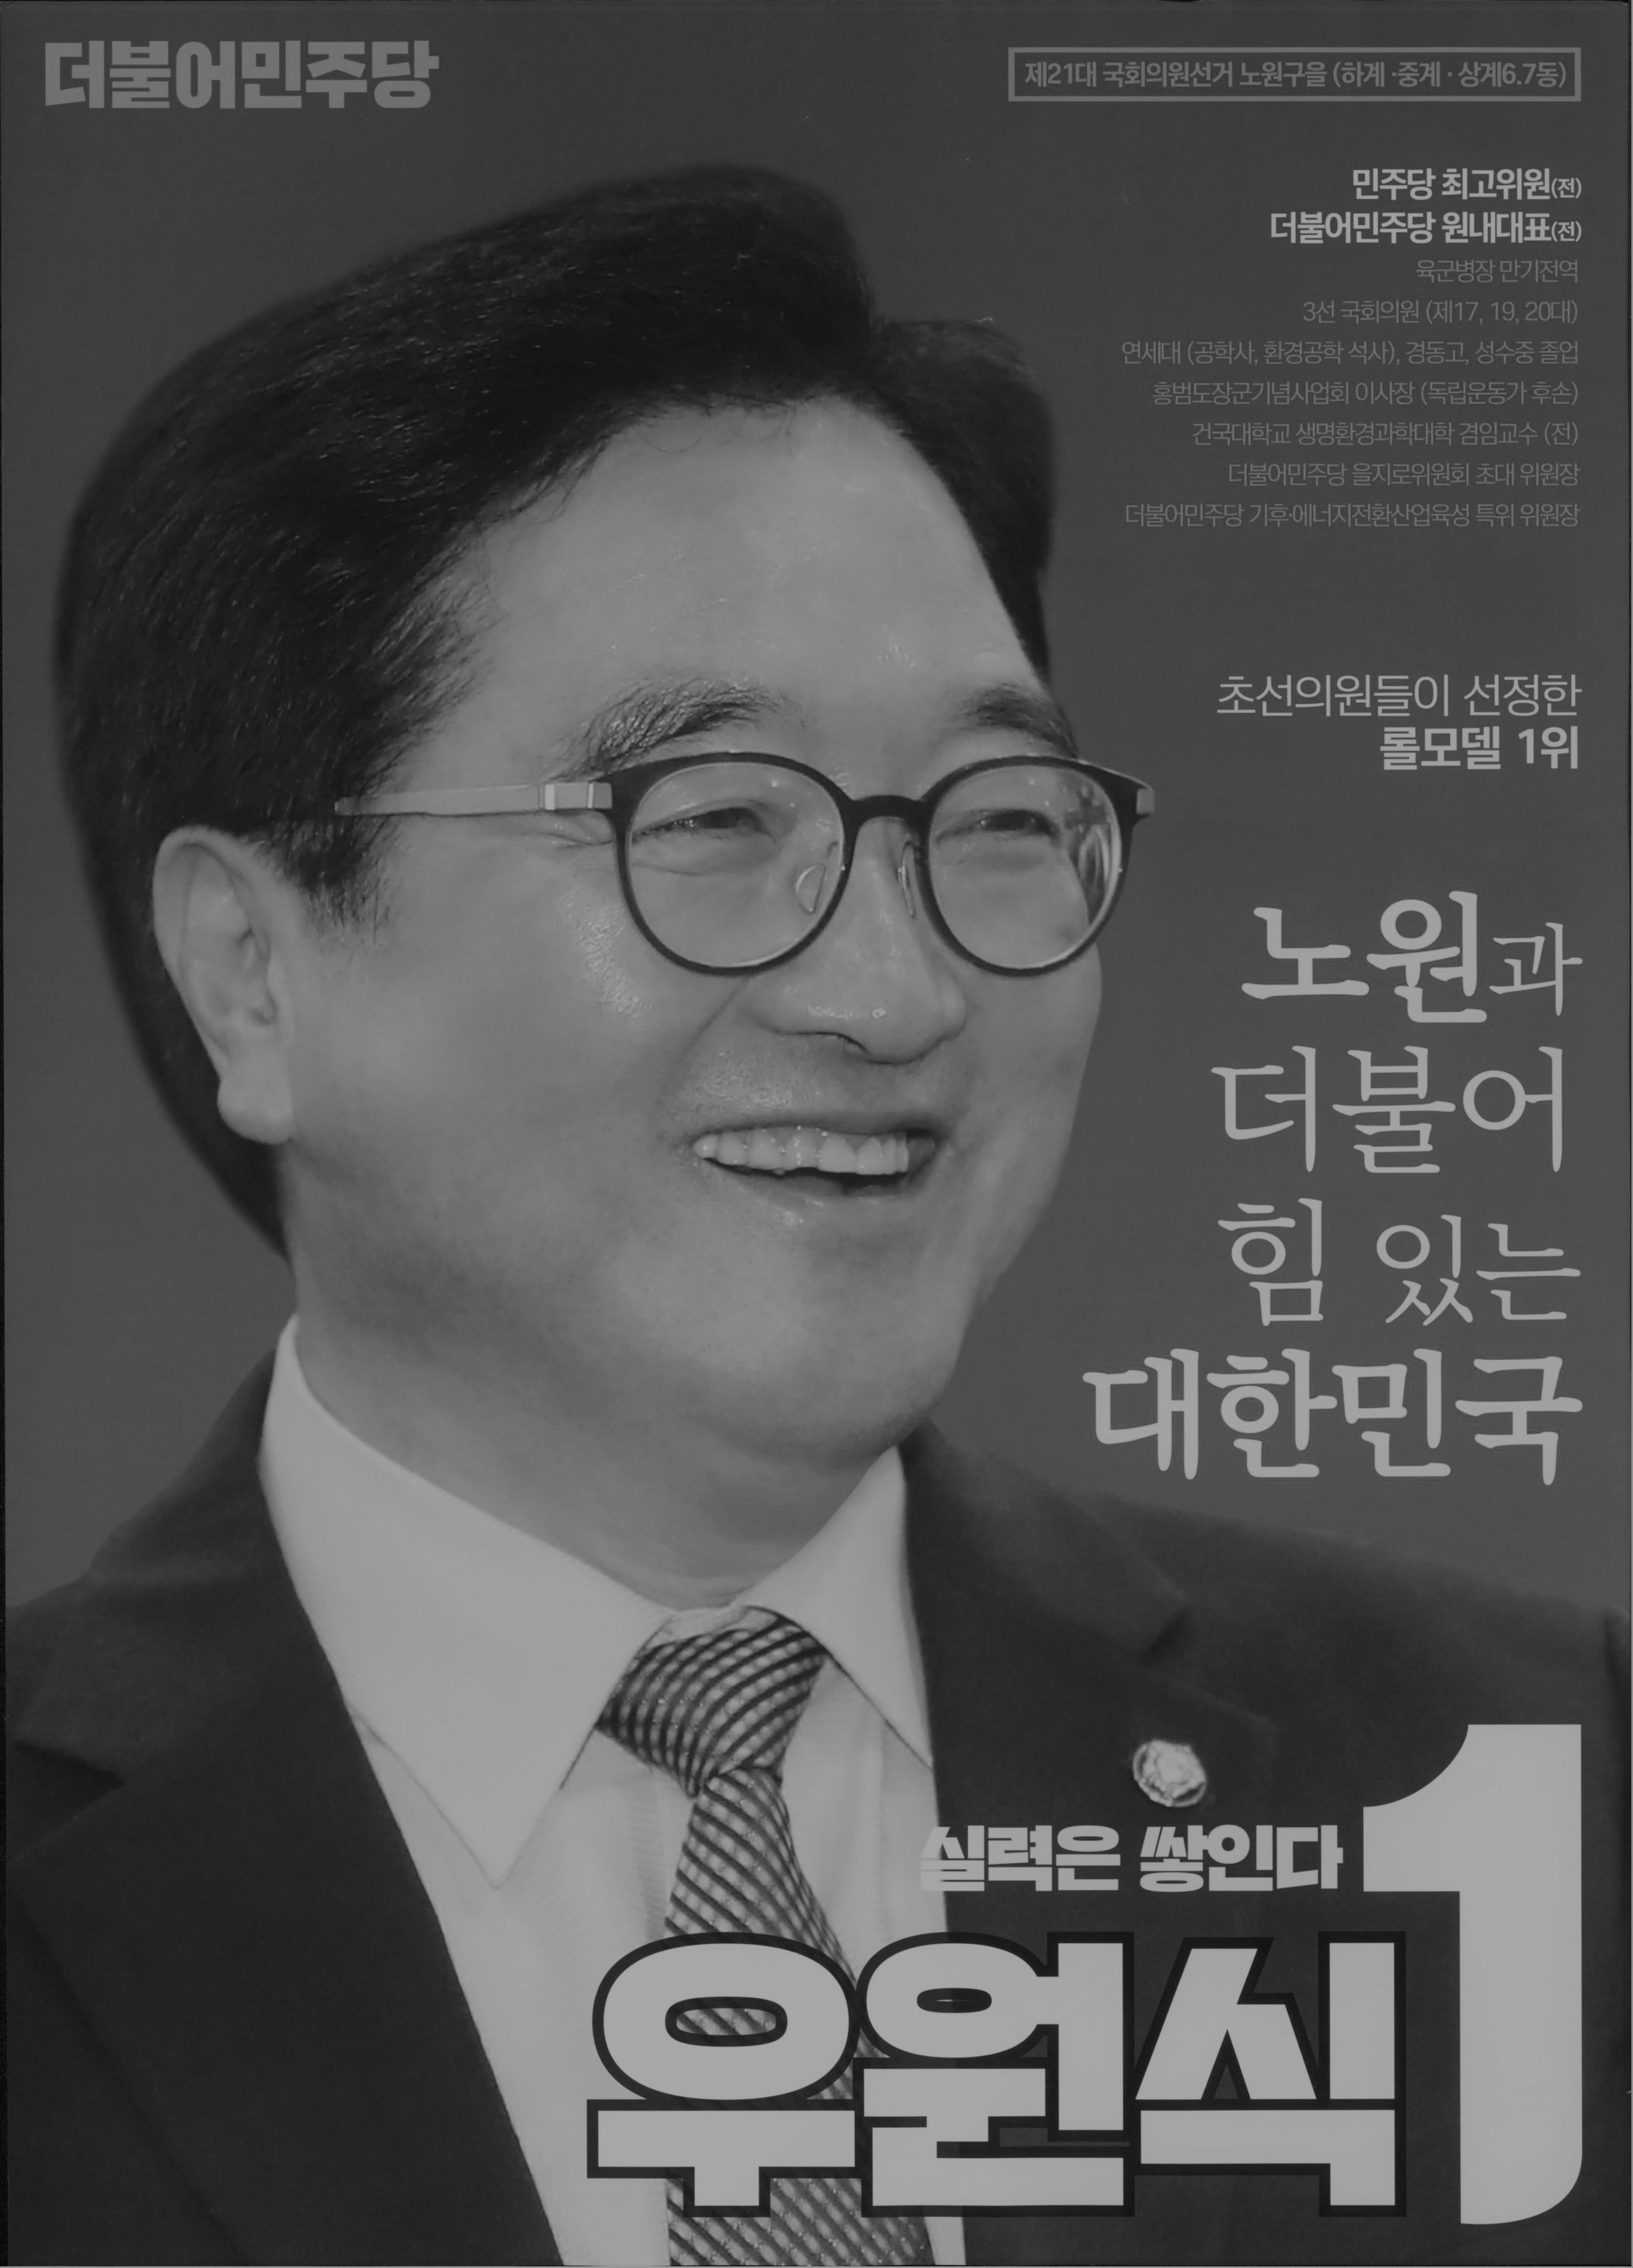 더불어민주당
제21대 국회의원선거 노원구을 (하계 ·중계 · 상계6.7동)
민주당 최고위원(전)
더불어민주당 원내대표(전)
육군병장 만기전역
3선 국회의원 (제17, 19, 20대)
연세대 (공학사, 환경공학 석사), 경동고, 성수중 졸업
홍범도장군기념사업회 이사장 (독립운동가 후손)
건국대학교 생명환경과학대학 겸임교수 (전)
더불어민주당 을지로위원회 초대 위원장
더불어민주당 기후·에너지전환산업육성 특위 위원장
초선의원들이 선정한
롤모델 1위
노원과
더불어
힘 있는
대한민국
실력은 쌓인다
우원식
1